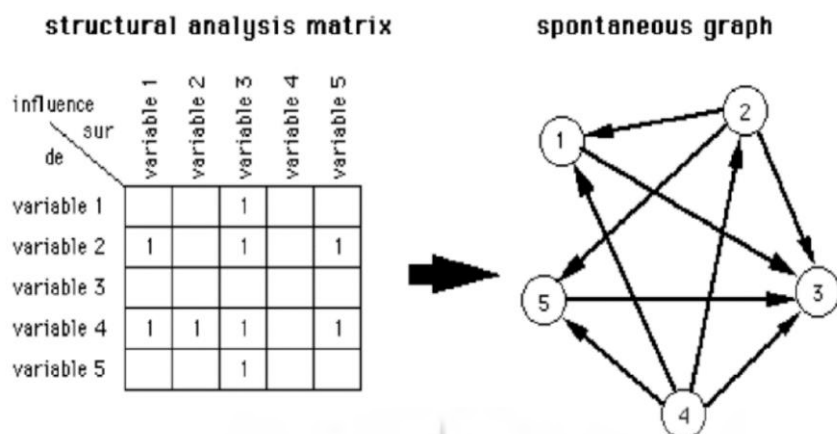 structural analysis matrix
spontaneous graph
influence
sur
de
variable 1
variable 2
variable 3
variable 4
variable 5
variable 1 1
variable 2 1 1 1
variable 3
variable 4 1 1 1 1
variable 5 1
1
2
3
4
5